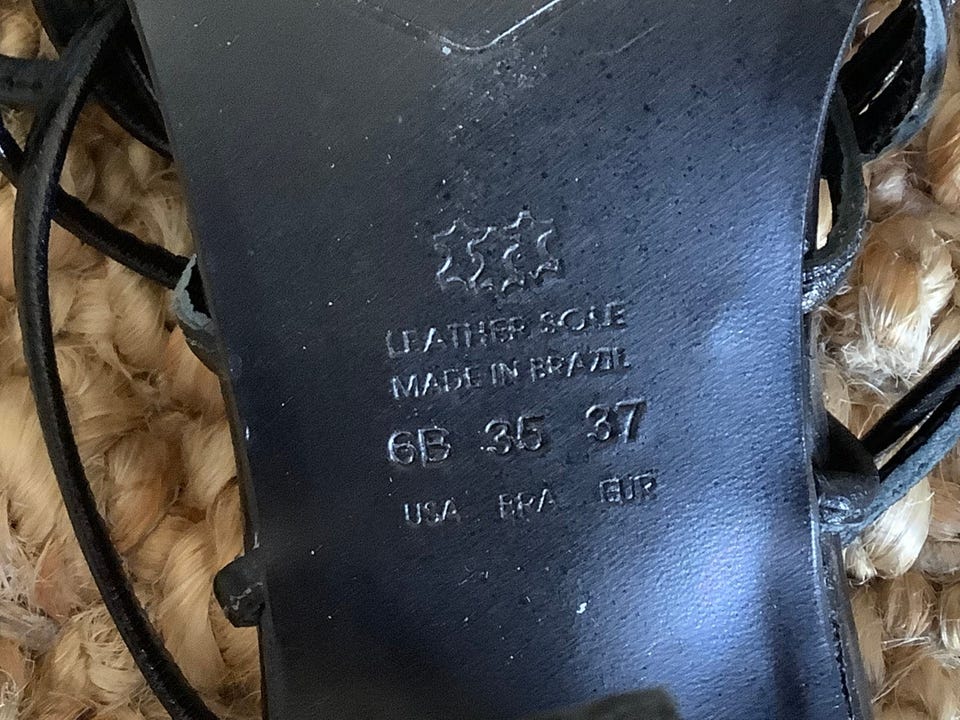 LEATHER SOLE
MADE IN BRAZIL
6B 35 37
USA BRA EUR